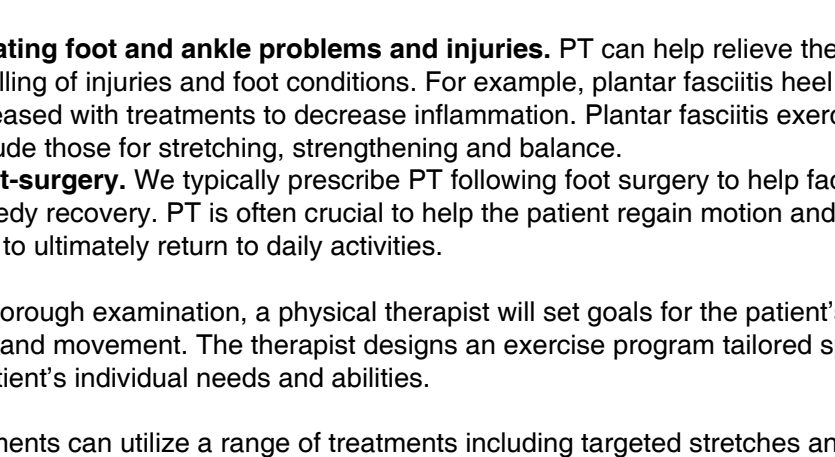 ating foot and ankle problems and injuries. PT can help relieve the
lling of injuries and foot conditions. For example, plantar fasciitis heel
eased with treatments to decrease inflammation. Plantar fasciitis exerc
ude those for stretching, strengthening and balance.
t-surgery. We typically prescribe PT following foot surgery to help fac
edy recovery. PT is often crucial to help the patient regain motion and
to ultimately return to daily activities.
orough examination, a physical therapist will set goals for the patient's
and movement. The therapist designs an exercise program tailored s
tient's individual needs and abilities.
ments can utilize a range of treatments including targeted stretches an